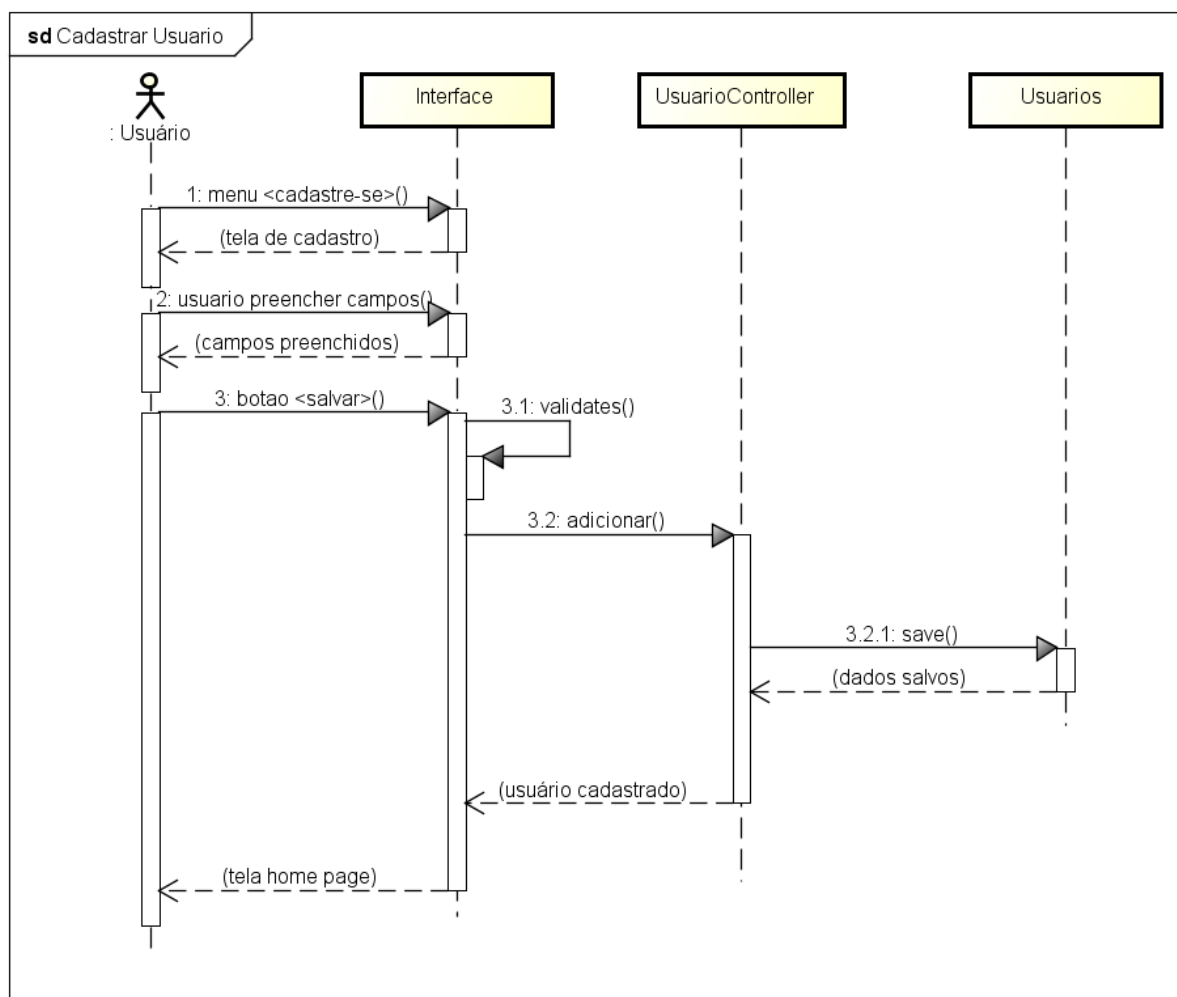 sd Cadastrar Usuario
: Usuário
Interface
UsuarioController
Usuarios
1: menu <cadastre-se>()
(tela de cadastro)
2: usuario preencher campos()
(campos preenchidos)
3: botao <salvar>()
3.1: validates()
3.2: adicionar()
3.2.1: save()
(dados salvos)
(usuário cadastrado)
(tela home page)